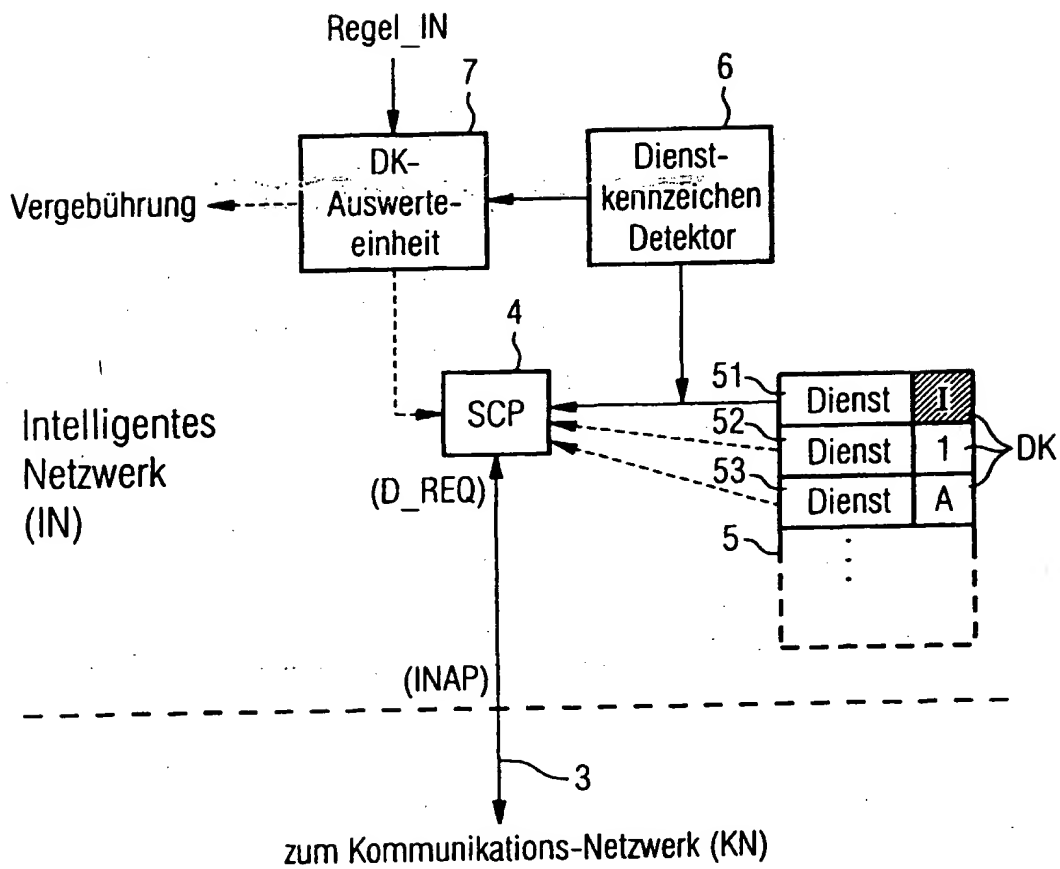 Regel_IN
7
6
DK-
Auswerte-
einheit
Dienst-
kennzeichen
Detektor
Vergebührung
4
SCP
51
Dienst
I
52
Dienst
1
DK
53
Dienst
A
5
Intelligentes
Netzwerk
(IN)
(D_REQ)
(INAP)
3
zum Kommunikations-Netzwerk (KN)